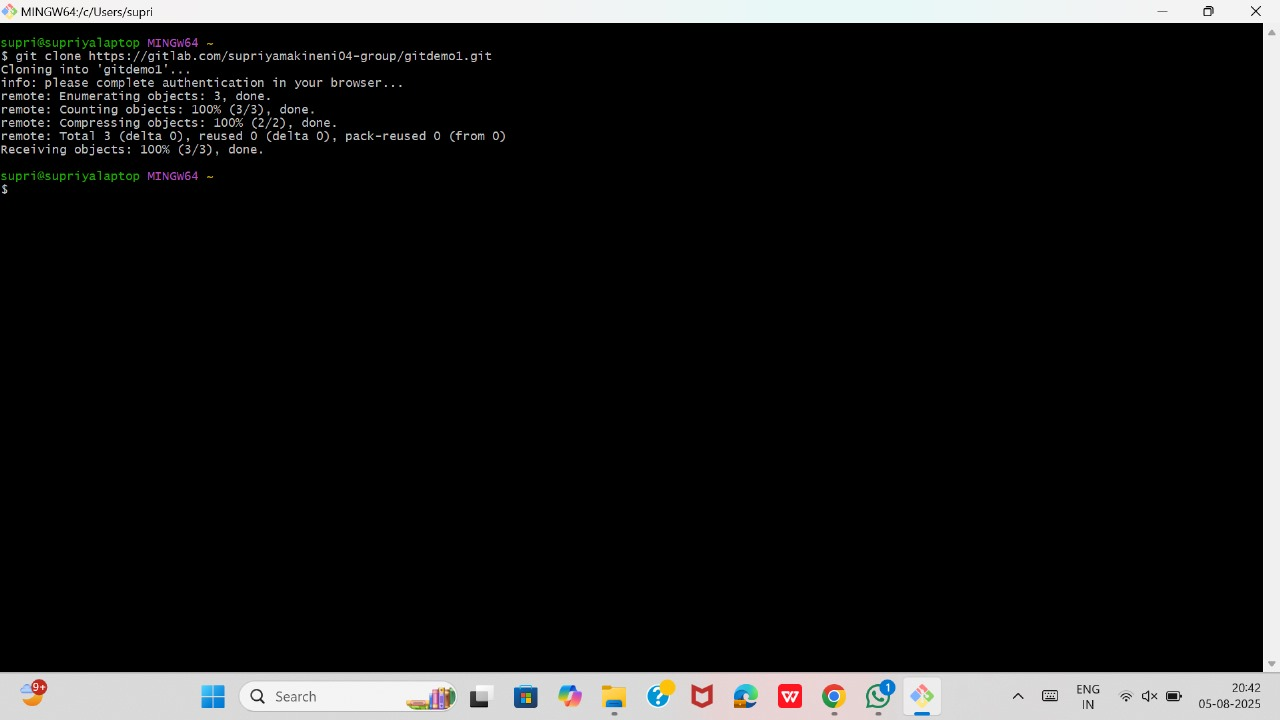 MINGW64:/c/Users/supri
supri@supriyalaptop MINGW64 ~
$ git clone https://gitlab.com/supriyamakineni04-group/gitdemo1.git
Cloning into 'gitdemo1'...
info: please complete authentication in your browser...
remote: Enumerating objects: 3, done.
remote: Counting objects: 100% (3/3), done.
remote: Compressing objects: 100% (2/2), done.
remote: Total 3 (delta 0), reused 0 (delta 0), pack-reused 0 (from 0)
Receiving objects: 100% (3/3), done.
supri@supriyalaptop MINGW64 ~
$
9+
Search
W
1
ENG
IN
20:42
05-08-2025